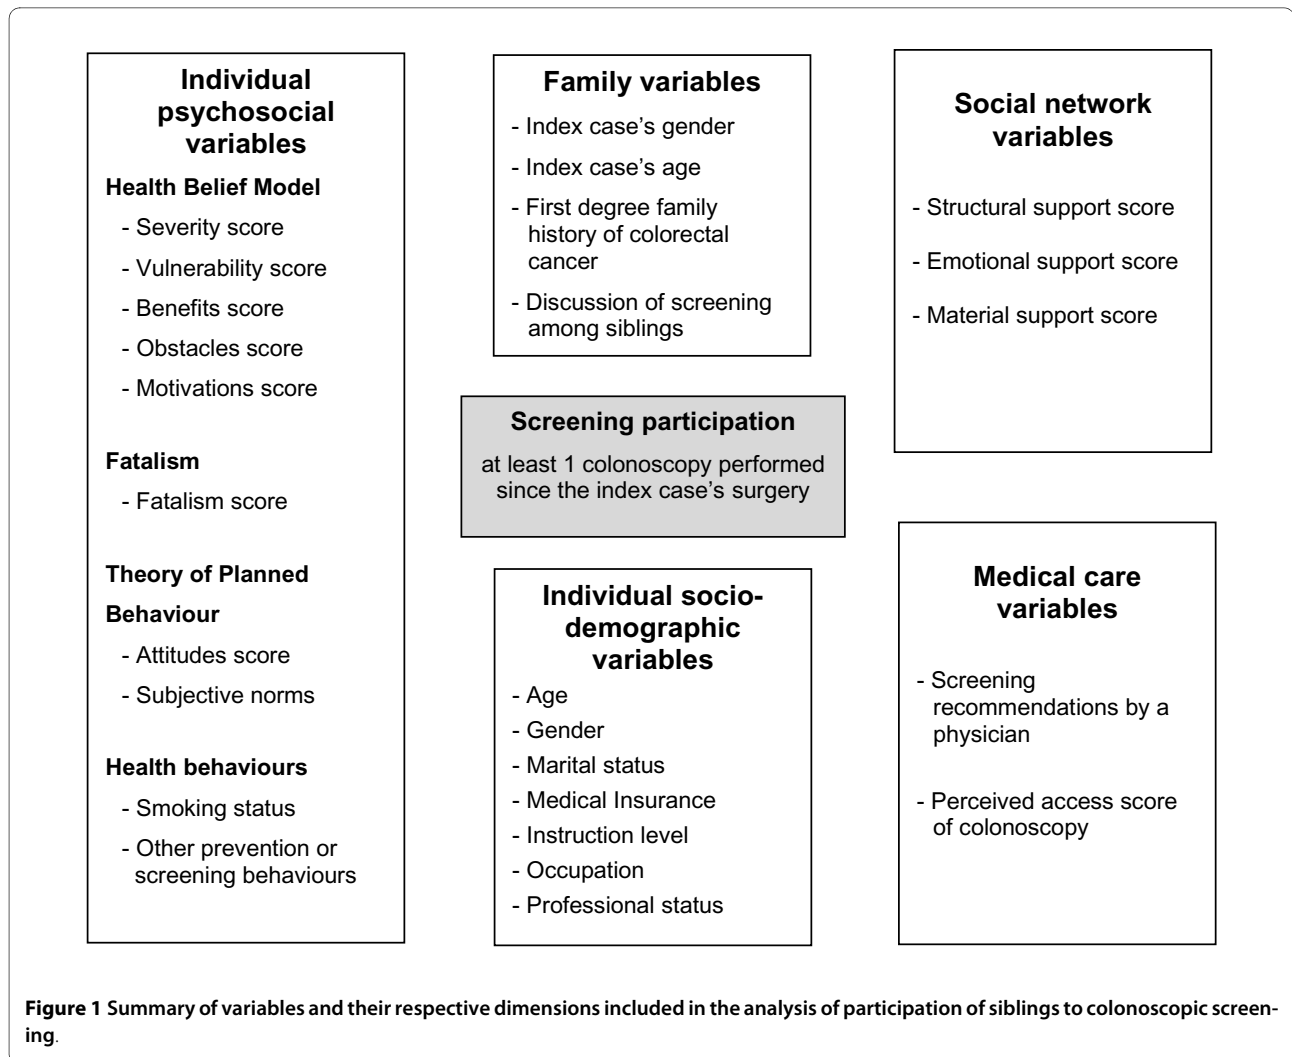 Individual
psychosocial
variables
Health Belief Model
- Severity score
- Vulnerability score
- Benefits score
- Obstacles score
- Motivations score
Fatalism
- Fatalism score
Theory of Planned
Behaviour
- Attitudes score
- Subjective norms
Health behaviours
- Smoking status
- Other prevention or
screening behaviours
Family variables
- Index case’s gender
- Index case’s age
- First degree family
history of colorectal
cancer
- Discussion of screening
among siblings
Screening participation
at least 1 colonoscopy performed
since the index case’s surgery
Individual socio-
demographic
variables
- Age
- Gender
- Marital status
- Medical Insurance
- Instruction level
- Occupation
- Professional status
Social network
variables
- Structural support score
- Emotional support score
- Material support score
Medical care
variables
- Screening
recommendations by a
physician
- Perceived access score
of colonoscopy
Figure 1 Summary of variables and their respective dimensions included in the analysis of participation of siblings to colonoscopic screen-
ing.